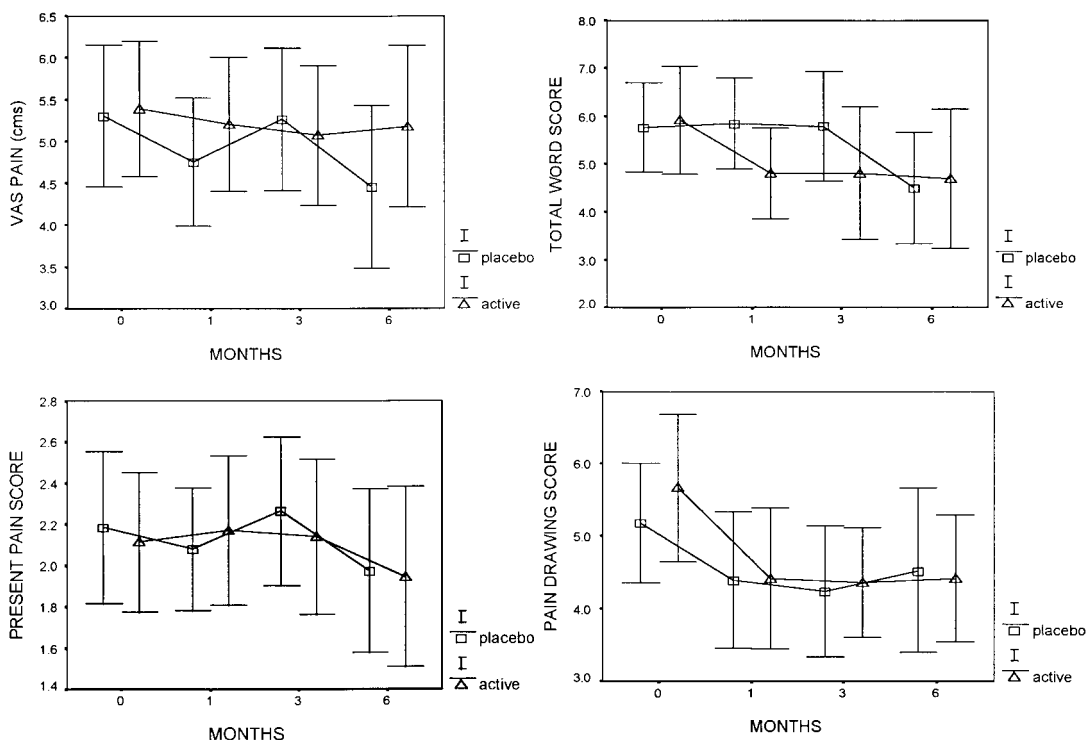 VAS PAIN (cms)
6.5
6.0
5.5
5.0
4.5
4.0
3.5
3.0
0 1 3 6
MONTHS
placebo
active
TOTAL WORD SCORE
8.0
7.0
6.0
5.0
4.0
3.0
2.0
0 1 3 6
MONTHS
placebo
active
PRESENT PAIN SCORE
2.8
2.6
2.4
2.2
2.0
1.8
1.6
1.4
0 1 3 6
MONTHS
placebo
active
PAIN DRAWING SCORE
7.0
6.0
5.0
4.0
3.0
0 1 3 6
MONTHS
placebo
active